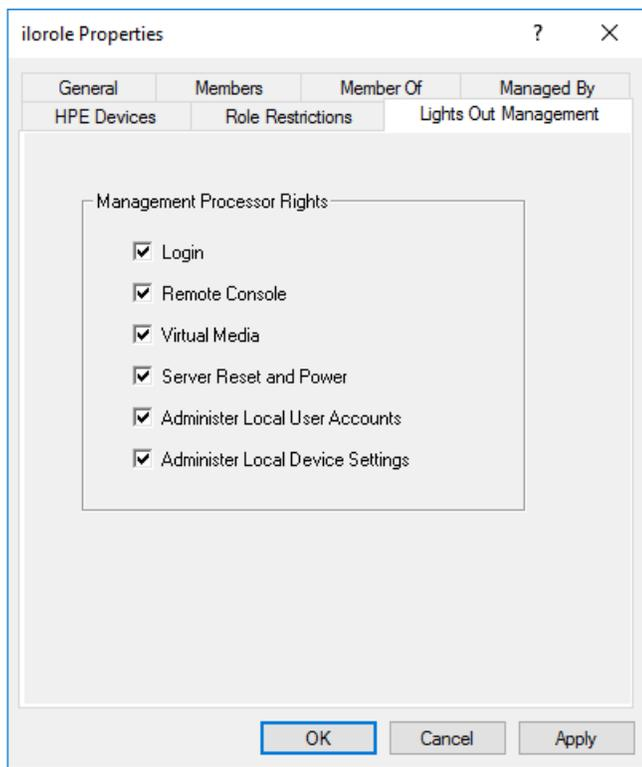 ilorole Properties ?
General Members Member Of Managed By
HPE Devices Role Restrictions Lights Out Management
Management Processor Rights
Login
Remote Console
Virtual Media
Server Reset and Power
Administer Local User Accounts
Administer Local Device Settings
OK Cancel Apply